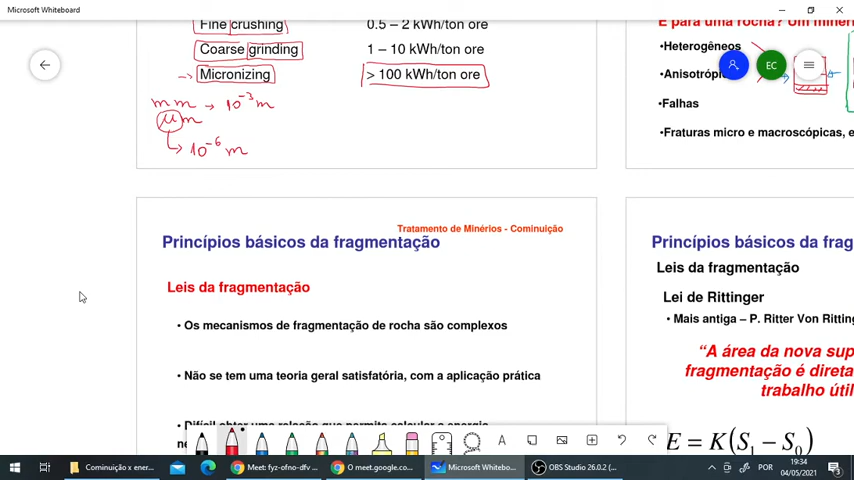 Microsoft Whiteboard
E para uma rocha? Um minéri
Fine crushing 0.5 – 2 kWh/ton ore
Coarse grinding 1 – 10 kWh/ton ore
Micronizing > 100 kWh/ton ore
•Heterogêneos
EC
•Falhas
•Fraturas micro e macroscópicas, e
mm → 10⁻³ m
μm
↳ 10⁻⁶ m
Tratamento de Minérios - Cominuição
Princípios básicos da fragmentação
Leis da fragmentação
• Os mecanismos de fragmentação de rocha são complexos
• Não se tem uma teoria geral satisfatória, com a aplicação prática
Princípios básicos da frag
Leis da fragmentação
Lei de Rittinger
• Mais antiga – P. Ritter Von Ritting
“A área da nova sup
fragmentação é direta
trabalho útil
E = K(S₁ – S₀)
A
Cominuição x ener...
Meet: fyz-ofno-dfv ...
O meet.google.co...
Microsoft Whitebo...
OBS Studio 26.0.2 (...
POR
19:34
04/05/2021
3